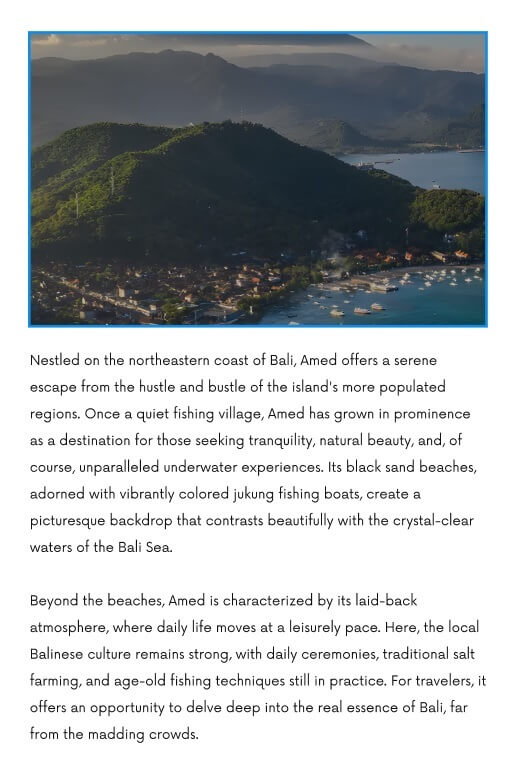 Nestled on the northeastern coast of Bali, Amed offers a serene
escape from the hustle and bustle of the island's more populated
regions. Once a quiet fishing village, Amed has grown in prominence
as a destination for those seeking tranquility, natural beauty, and, of
course, unparalleled underwater experiences. Its black sand beaches,
adorned with vibrantly colored jukung fishing boats, create a
picturesque backdrop that contrasts beautifully with the crystal-clear
waters of the Bali Sea.
Beyond the beaches, Amed is characterized by its laid-back
atmosphere, where daily life moves at a leisurely pace. Here, the local
Balinese culture remains strong, with daily ceremonies, traditional salt
farming, and age-old fishing techniques still in practice. For travelers, it
offers an opportunity to delve deep into the real essence of Bali, far
from the madding crowds.